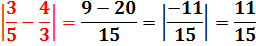 |3/5 − 4/3| = (9 − 20)/15 = |−11/15| = 11/15